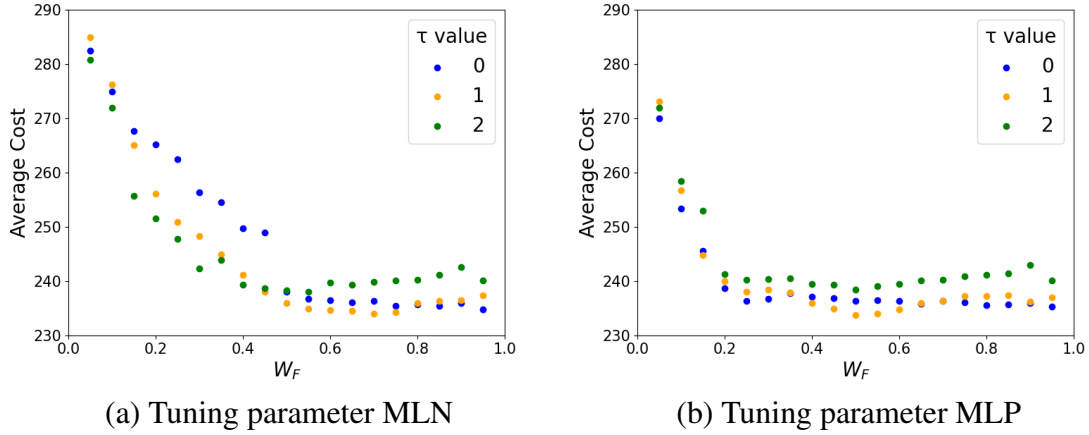 290
280
270
260
250
240
230
Average Cost
0.0 0.2 0.4 0.6 0.8 1.0
W_F
τ value
0
1
2
(a) Tuning parameter MLN
290
280
270
260
250
240
230
Average Cost
0.0 0.2 0.4 0.6 0.8 1.0
W_F
τ value
0
1
2
(b) Tuning parameter MLP